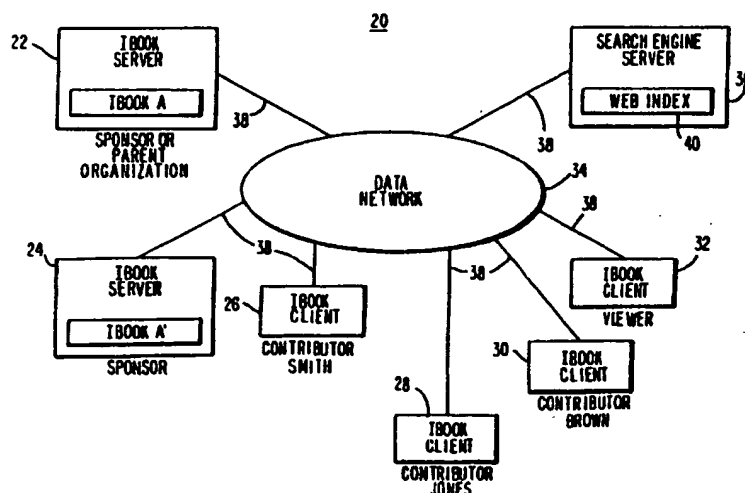 20
22
IBOOK
SERVER
IBOOK A
SPONSOR OR
PARENT
ORGANIZATION
38
SEARCH ENGINE
SERVER
WEB INDEX
40
38
DATA
NETWORK
34
38
24
IBOOK
SERVER
IBOOK A'
SPONSOR
38
26
IBOOK
CLIENT
CONTRIBUTOR
SMITH
38
28
IBOOK
CLIENT
CONTRIBUTOR
JONES
30
IBOOK
CLIENT
CONTRIBUTOR
BROWN
32
IBOOK
CLIENT
VIEWER